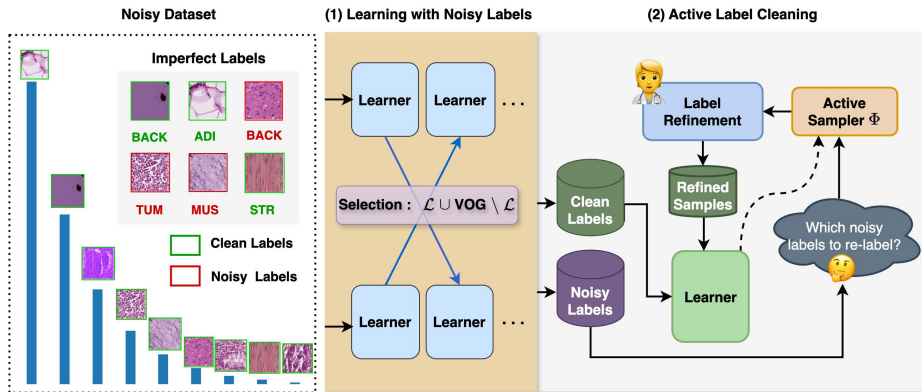 Noisy Dataset
(1) Learning with Noisy Labels
(2) Active Label Cleaning
Imperfect Labels
BACK
ADI
BACK
TUM
MUS
STR
Clean Labels
Noisy Labels
Learner
Learner
...
Selection : ℒ ∪ VOG \ ℒ
Learner
Learner
...
Clean
Labels
Noisy
Labels
Label
Refinement
Active
Sampler Φ
Refined
Samples
Learner
Which noisy
labels to re-label?